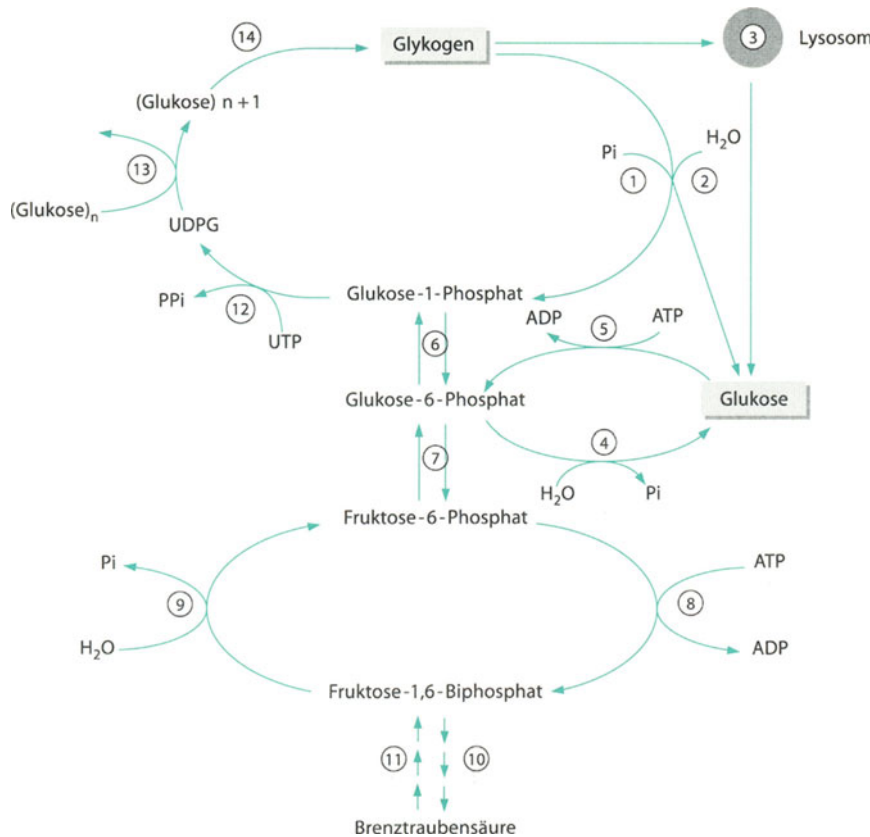 14
Glykogen
3
Lysosom
(Glukose) n + 1
H₂O
Pi
13
1
2
(Glukose)ₙ
UDPG
PPi
Glukose-1-Phosphat
12
ADP
5
ATP
UTP
6
Glukose-6-Phosphat
Glukose
4
7
H₂O
Pi
Fruktose-6-Phosphat
Pi
ATP
9
8
H₂O
ADP
Fruktose-1,6-Biphosphat
11
10
Brenztraubensäure